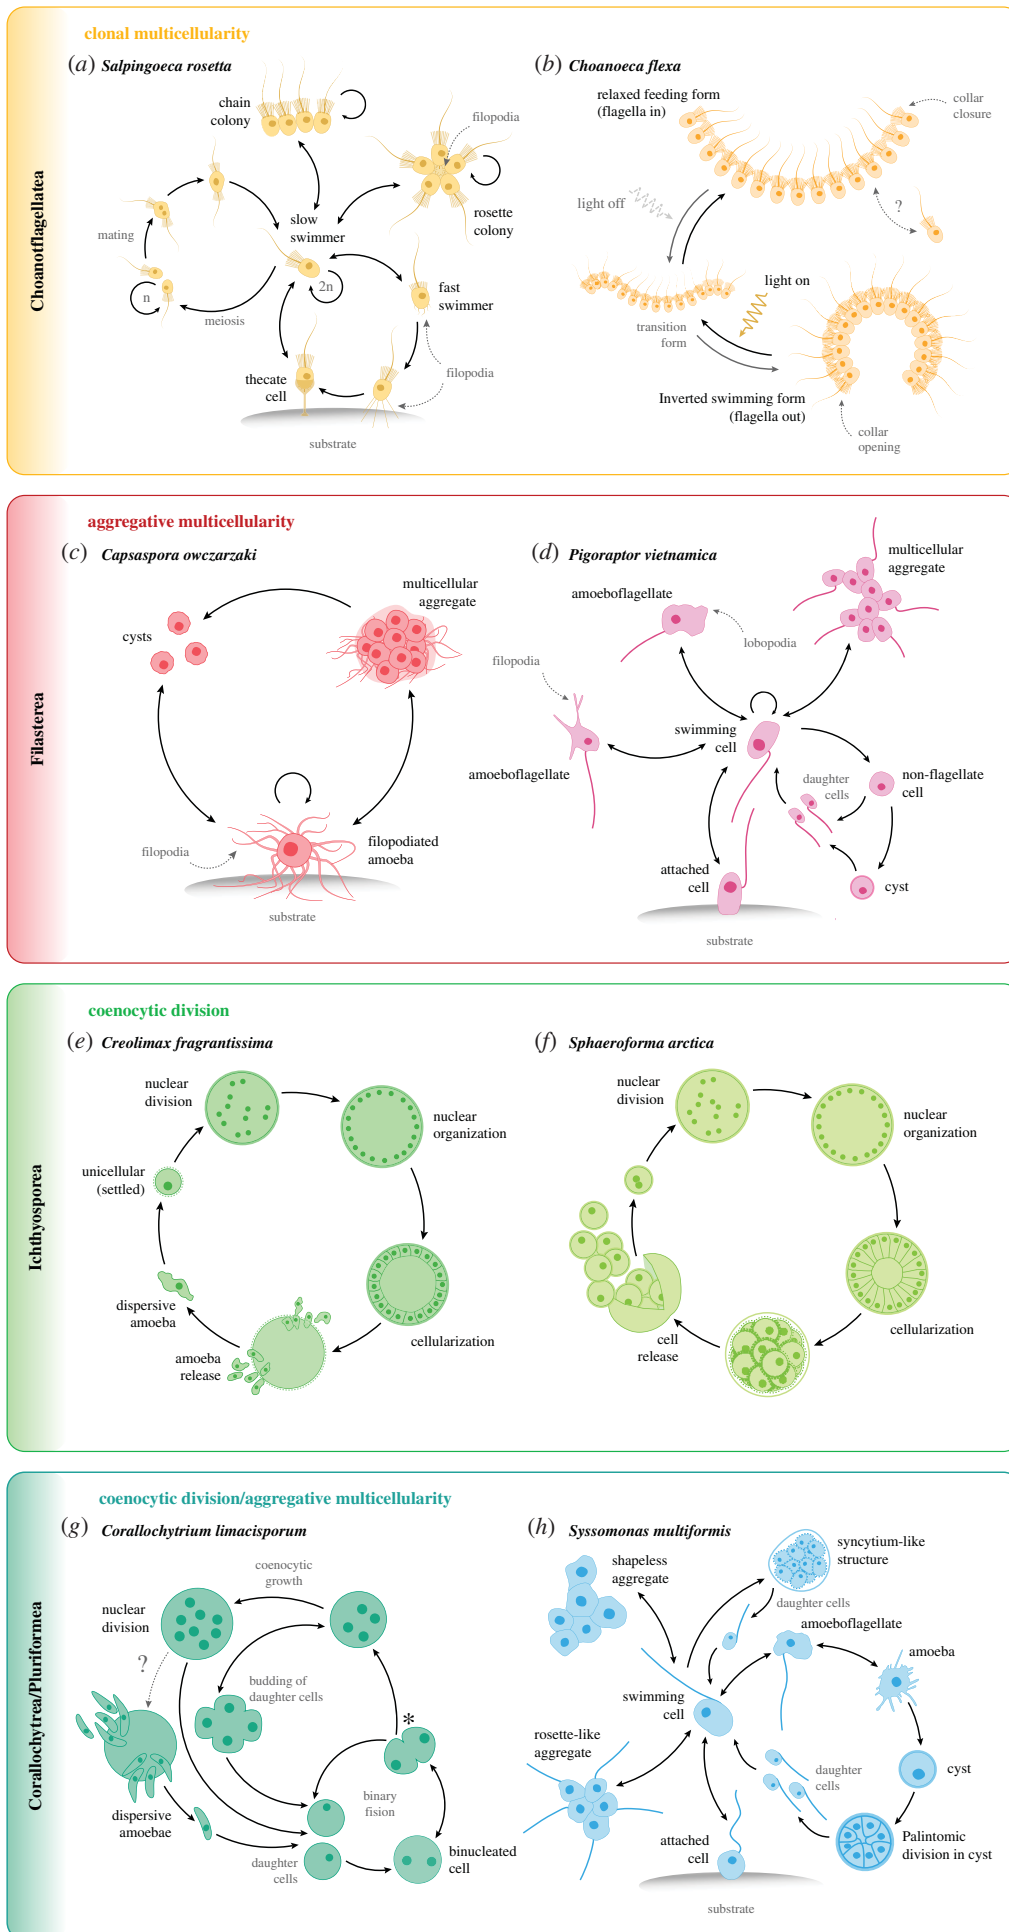 clonal multicellularity
Choanotflagellatea
(a) Salpingoeca rosetta
chain
colony
filopodia
rosette
colony
slow
swimmer
mating
n
2n
meiosis
fast
swimmer
thecate
cell
filopodia
substrate
(b) Choanoeca flexa
relaxed feeding form
(flagella in)
collar
closure
light off
?
light on
transition
form
Inverted swimming form
(flagella out)
collar
opening
aggregative multicellularity
Filasterea
(c) Capsaspora owczarzaki
multicellular
aggregate
cysts
filopodiated
amoeba
filopodia
substrate
(d) Pigoraptor vietnamica
multicellular
aggregate
amoeboflagellate
lobopodia
filopodia
swimming
cell
amoeboflagellate
daughter
cells
non-flagellate
cell
attached
cell
cyst
substrate
coenocytic division
Ichthyosporea
(e) Creolimax fragrantissima
nuclear
division
nuclear
organization
unicellular
(settled)
dispersive
amoeba
amoeba
release
cellularization
(f) Sphaeroforma arctica
nuclear
division
nuclear
organization
cell
release
cellularization
coenocytic division/aggregative multicellularity
Corallochytrea/Pluriformea
(g) Corallochytrium limacisporum
coenocytic
growth
nuclear
division
?
budding of
daughter cells
*
binary
fission
dispersive
amoebae
daughter
cells
binucleated
cell
(h) Syssomonas multiformis
shapeless
aggregate
syncytium-like
structure
daughter cells
amoeboflagellate
amoeba
swimming
cell
rosette-like
aggregate
daughter
cells
cyst
attached
cell
Palintomic
division in cyst
substrate